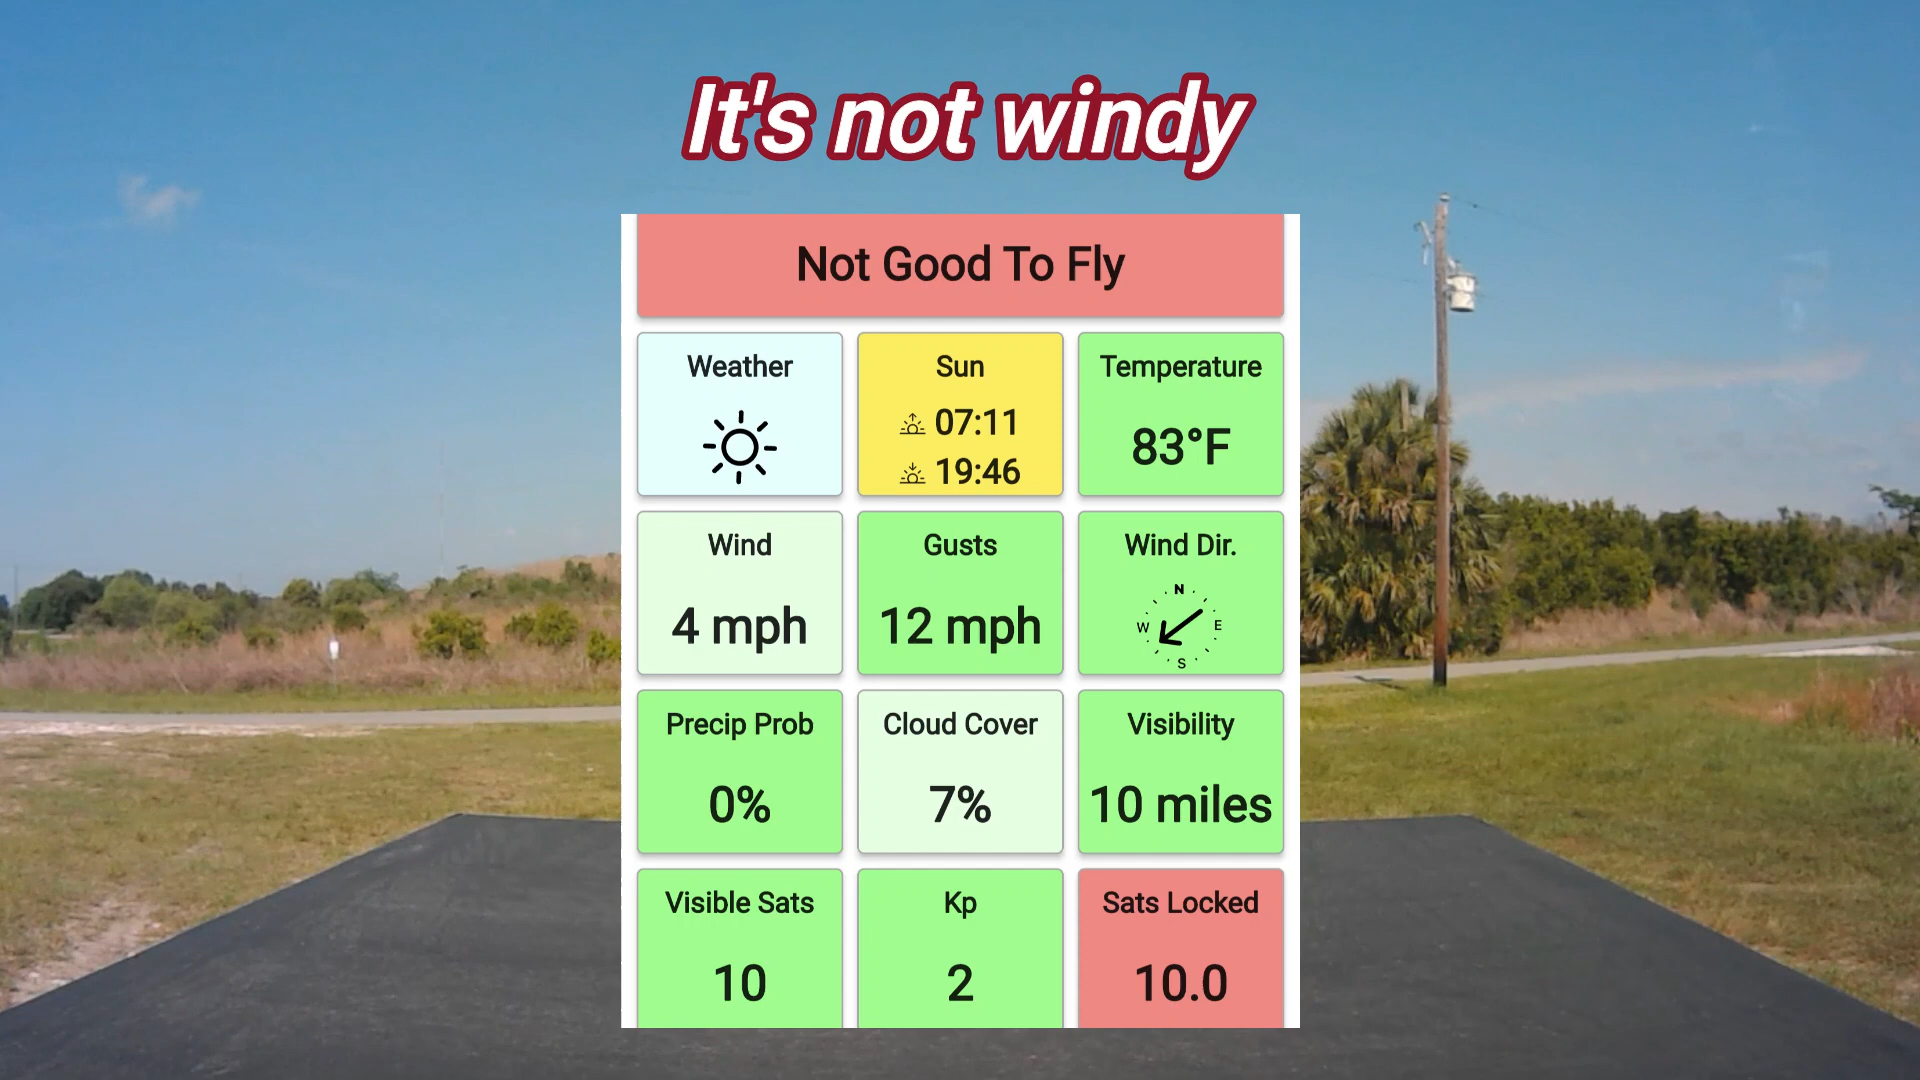 It's not windy
Not Good To Fly
Weather
Sun
07:11
19:46
Temperature
83°F
Wind
4 mph
Gusts
12 mph
Wind Dir.
N
W
E
S
Precip Prob
0%
Cloud Cover
7%
Visibility
10 miles
Visible Sats
10
Kp
2
Sats Locked
10.0